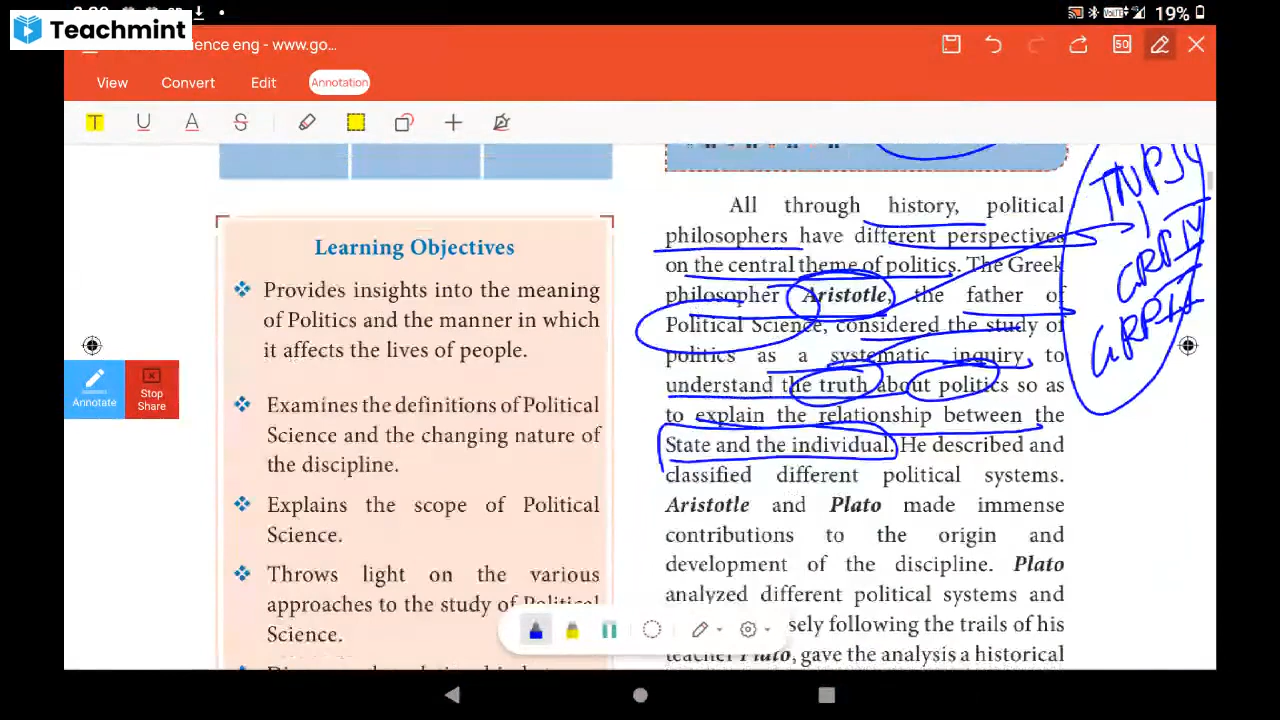 Teachmint
19%
ience eng - www.go...
50
View Convert Edit Annotation
T U A S
Learning Objectives
Provides insights into the meaning
of Politics and the manner in which
it affects the lives of people.
Examines the definitions of Political
Science and the changing nature of
the discipline.
Explains the scope of Political
Science.
Throws light on the various
approaches to the study of Political
Science.
All through history, political
philosophers have different perspectives
on the central theme of politics. The Greek
philosopher Aristotle, the father of
Political Science, considered the study of
politics as a systematic inquiry to
understand the truth about politics so as
to explain the relationship between the
State and the individual. He described and
classified different political systems.
Aristotle and Plato made immense
contributions to the origin and
development of the discipline. Plato
analyzed different political systems and
sely following the trails of his
teacher Plato, gave the analysis a historical
GRP IV
Annotate
Stop
Share